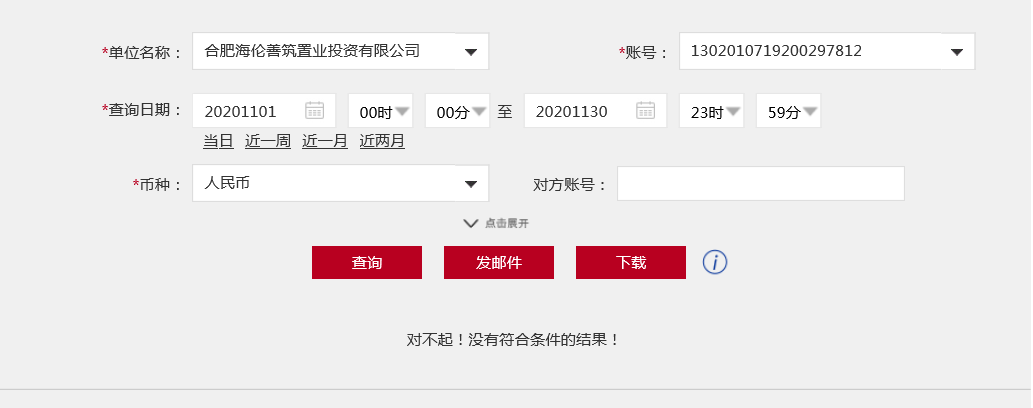 *单位名称： 合肥海伦善筑置业投资有限公司 *账号： 1302010719200297812
*查询日期： 20201101 00时 00分 至 20201130 23时 59分
当日 近一周 近一月 近两月
*币种： 人民币 对方账号：
点击展开
查询 发邮件 下载 i
对不起！没有符合条件的结果！